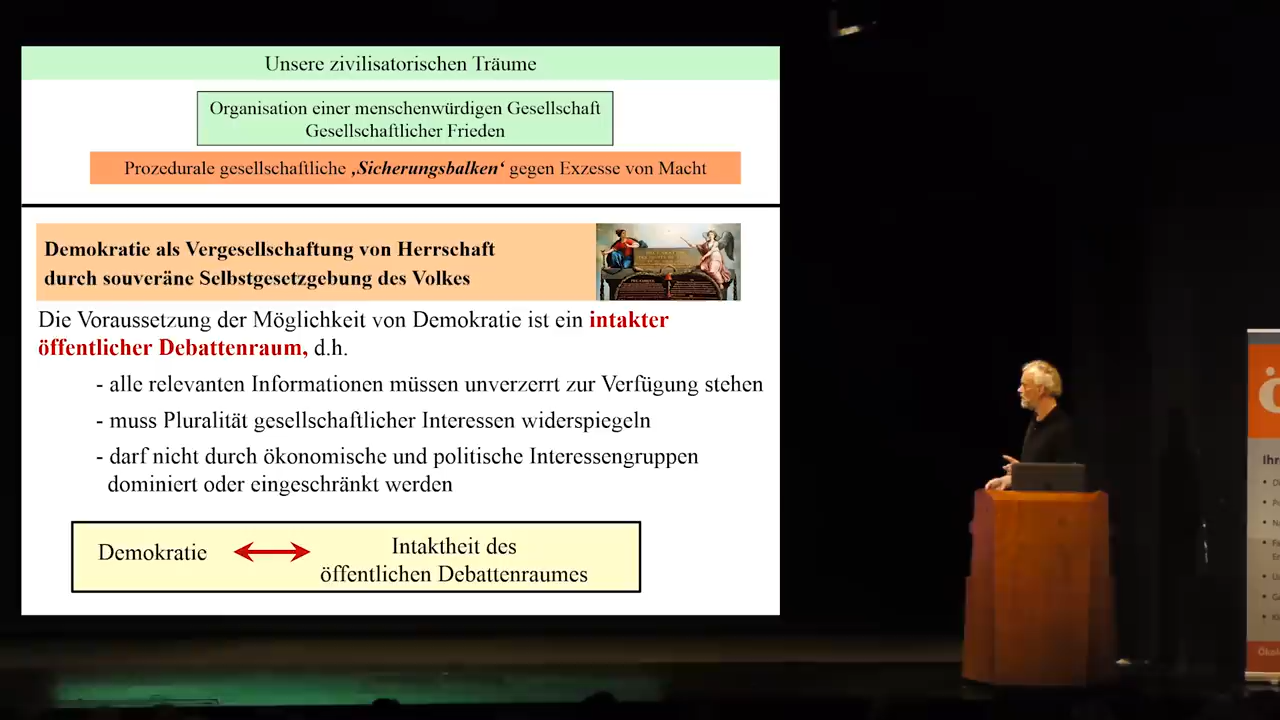 Unsere zivilisatorischen Träume
Organisation einer menschenwürdigen Gesellschaft
Gesellschaftlicher Frieden
Prozedurale gesellschaftliche ‚Sicherungsbalken‘ gegen Exzesse von Macht
Demokratie als Vergesellschaftung von Herrschaft
durch souveräne Selbstgesetzgebung des Volkes
Die Voraussetzung der Möglichkeit von Demokratie ist ein intakter
öffentlicher Debattenraum, d.h.
- alle relevanten Informationen müssen unverzerrt zur Verfügung stehen
- muss Pluralität gesellschaftlicher Interessen widerspiegeln
- darf nicht durch ökonomische und politische Interessengruppen
dominiert oder eingeschränkt werden
Demokratie
Intaktheit des
öffentlichen Debattenraumes
Ihr